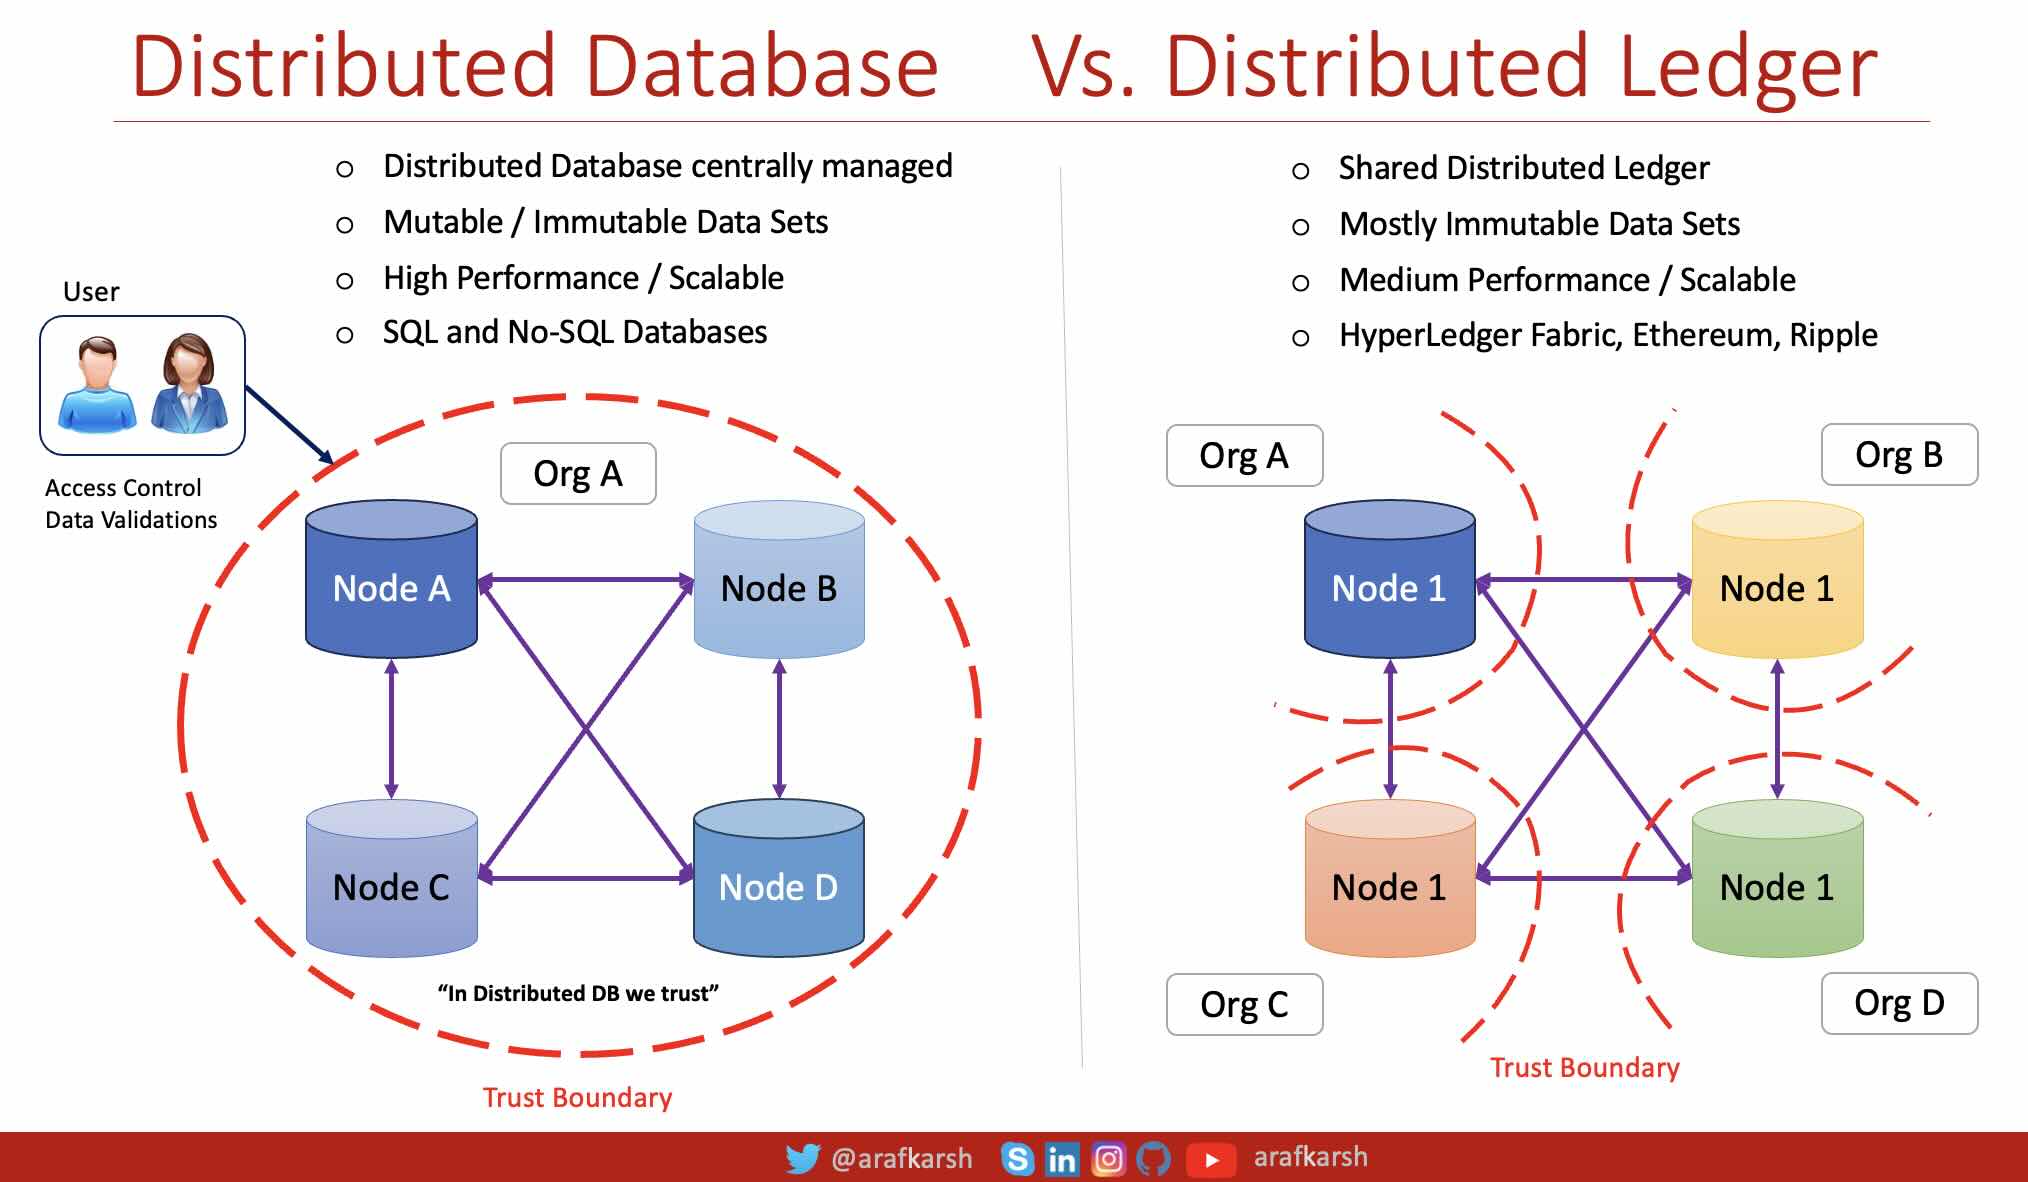 Distributed Database Vs. Distributed Ledger
Distributed Database centrally managed
Mutable / Immutable Data Sets
High Performance / Scalable
SQL and No-SQL Databases
User
Access Control
Data Validations
Org A
Node A
Node B
Node C
Node D
“In Distributed DB we trust”
Trust Boundary
Shared Distributed Ledger
Mostly Immutable Data Sets
Medium Performance / Scalable
HyperLedger Fabric, Ethereum, Ripple
Org A
Org B
Node 1
Node 1
Node 1
Node 1
Org C
Org D
Trust Boundary
@arafkarsh
in
arafkarsh